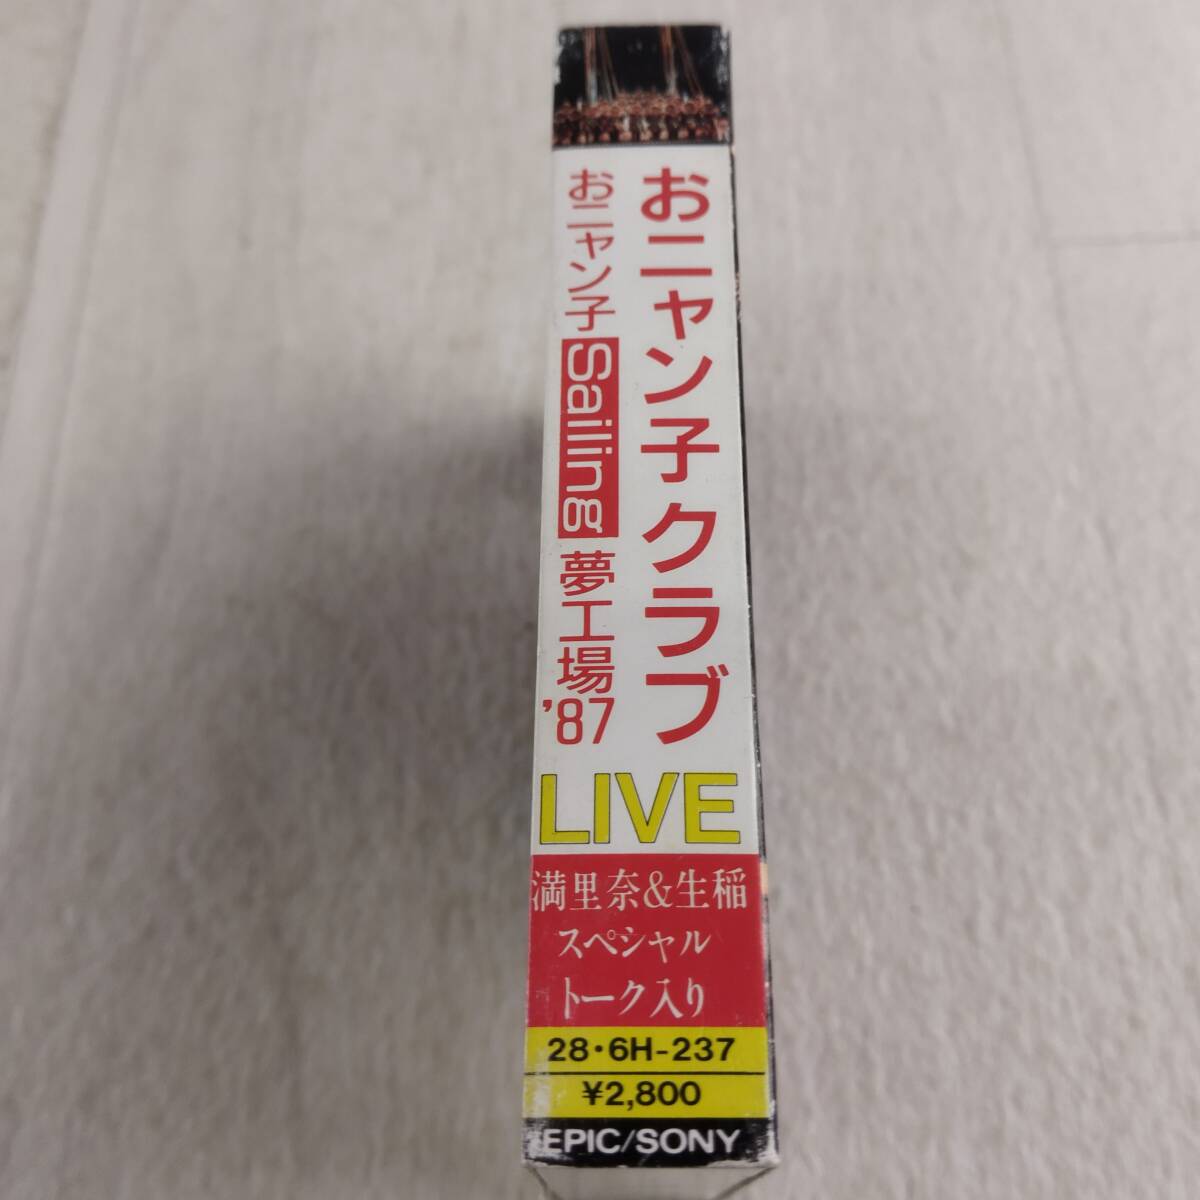 おニャン子クラブ
おニャン子Sailing夢工場'87
LIVE
満里奈&生稲
スペシャル
トーク入り
28・6H-237
¥2,800
EPIC/SONY